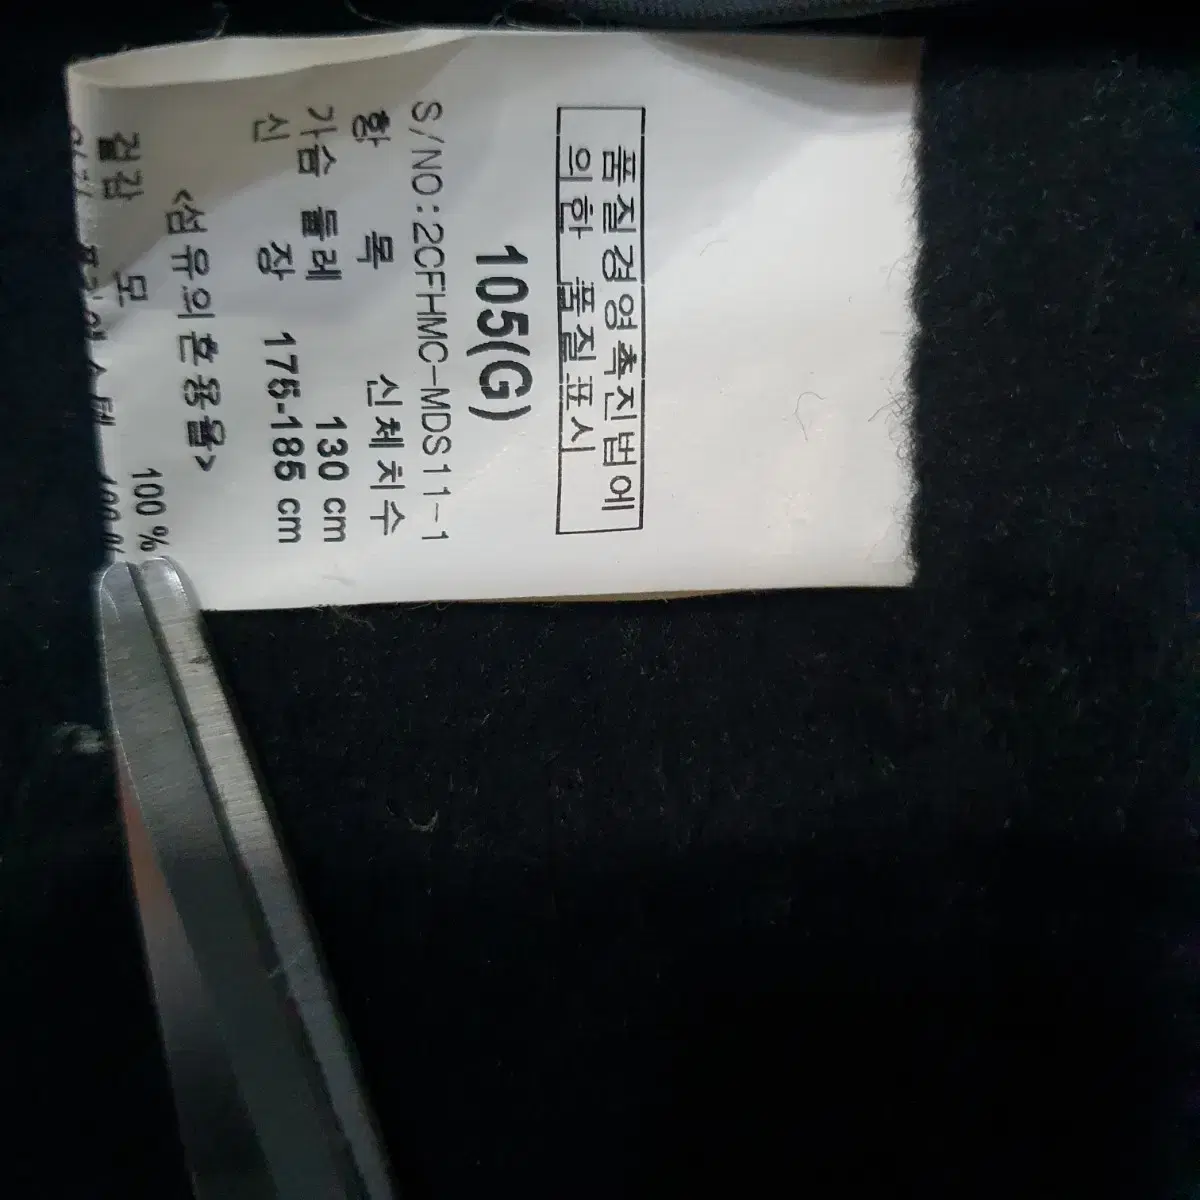 품질경영촉진법에
의한 품질표시
105(G)
S/NO:2CFHMC-MDS11-1
항 목 신체치수
가슴 둘레 130 cm
신 장 175-185 cm
<섬유의혼용율>
겉감 모 100 %
100 %